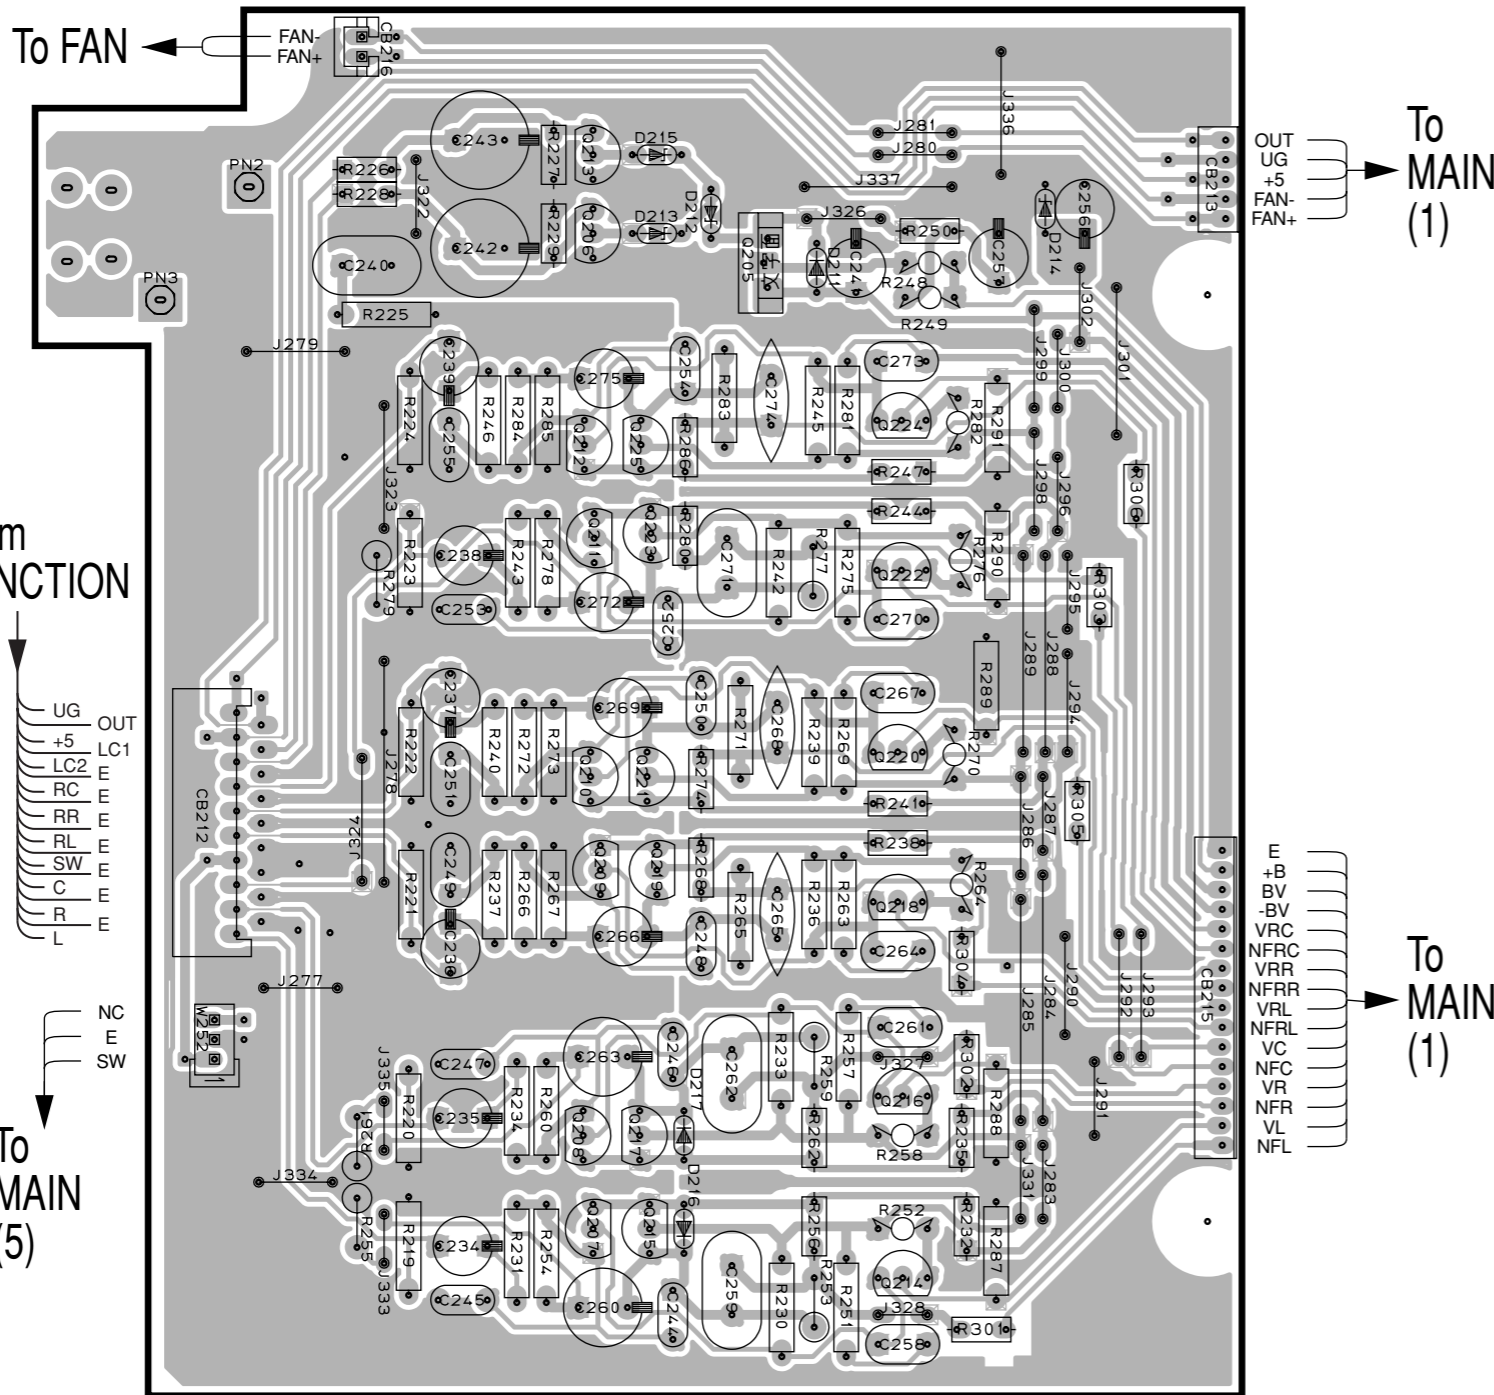 To FAN
FAN-
FAN+
CB216
J336
J281
J280
J337
OUT
UG
+5
FAN-
FAN+
CB213
To
MAIN
(1)
PN2
PN3
R226
R228
J322
C243
R227
Q213
D215
C242
R229
Q206
D213
D212
C240
R225
J279
Q205
J326
D211
C241
R250
R248
R249
C257
D214
C256
J302
J301
J299
J300
C239
R224
C255
R246
R284
R285
C275
Q212
Q225
C254
R286
R283
C274
R245
R281
C273
Q224
R282
R291
R247
J298
J296
R306
J323
R244
R223
R279
C238
C253
R243
R278
Q211
Q223
C272
R280
C252
C271
R242
R277
R275
Q222
C270
R276
R290
J295
R303
m
NCTION
J289
J288
J294
R289
C237
R222
C251
R240
R272
R273
C269
Q210
Q221
C250
R274
R271
C268
R239
R269
C267
Q220
R270
R241
J278
J324
J286
J287
R305
UG
OUT
+5
LC1
LC2
E
RC
E
RR
E
RL
E
SW
E
C
E
R
E
L
CB212
R238
R221
C249
C236
R237
R266
R267
Q209
Q219
C266
R268
C248
R265
C265
R236
R263
Q218
C264
R264
R304
J285
J284
J290
J292
J293
E
+B
BV
-BV
VRC
NFRC
VRR
NFRR
VRL
NFRL
VC
NFC
VR
NFR
VL
NFL
CB215
To
MAIN
(1)
J277
NC
E
SW
W252
1
To
MAIN
(5)
J335
R220
R261
C247
C235
R234
R260
C263
Q208
Q217
C246
D217
C262
R233
R259
R262
R257
C261
J327
Q216
R258
R302
R235
R288
J291
J334
R255
J333
R219
C234
C245
R231
R254
Q207
Q215
C260
D216
C244
C259
R256
R230
R253
R251
R252
Q214
J328
C258
R232
R287
R301
J331
J283